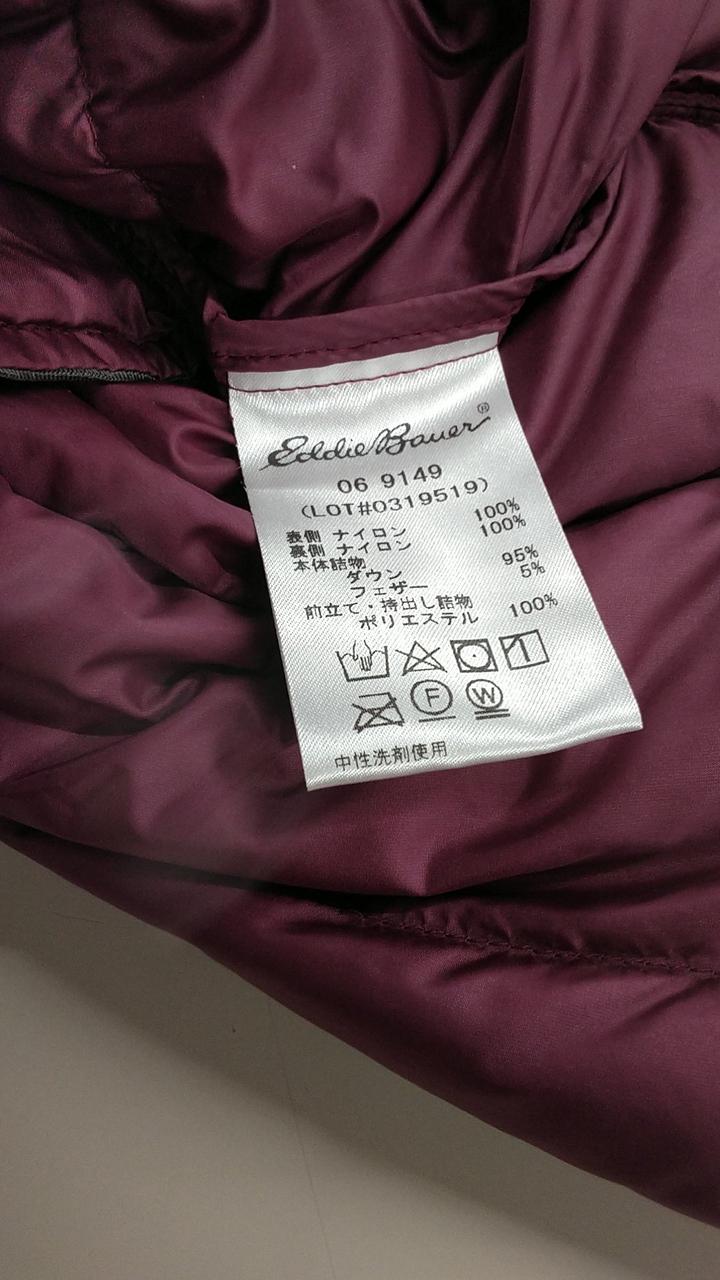 Eddie Bauer®
06 9149
(LOT#0319519)
表側 ナイロン 100%
裏側 ナイロン 100%
本体詰物
ダウン 95%
フェザー 5%
前立て・持出し詰物
ポリエステル 100%
F W
中性洗剤使用